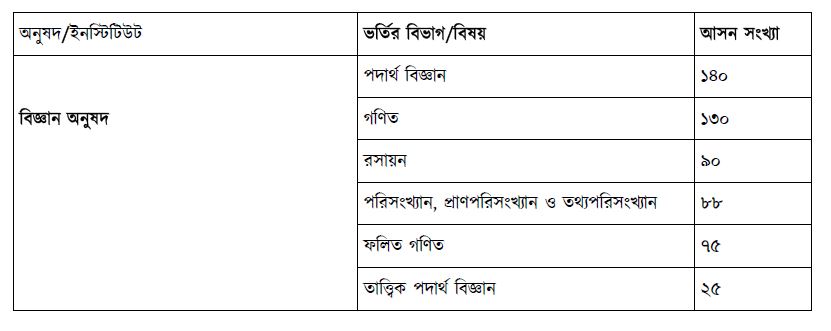 অনুষদ/ইনস্টিটিউট ভর্তির বিভাগ/বিষয় আসন সংখ্যা
পদার্থ বিজ্ঞান ১৪০
বিজ্ঞান অনুষদ গণিত ১৩০
রসায়ন ৯০
পরিসংখ্যান, প্রাণপরিসংখ্যান ও তথ্যপরিসংখ্যান ৮৮
ফলিত গণিত ৭৫
তাত্ত্বিক পদার্থ বিজ্ঞান ২৫